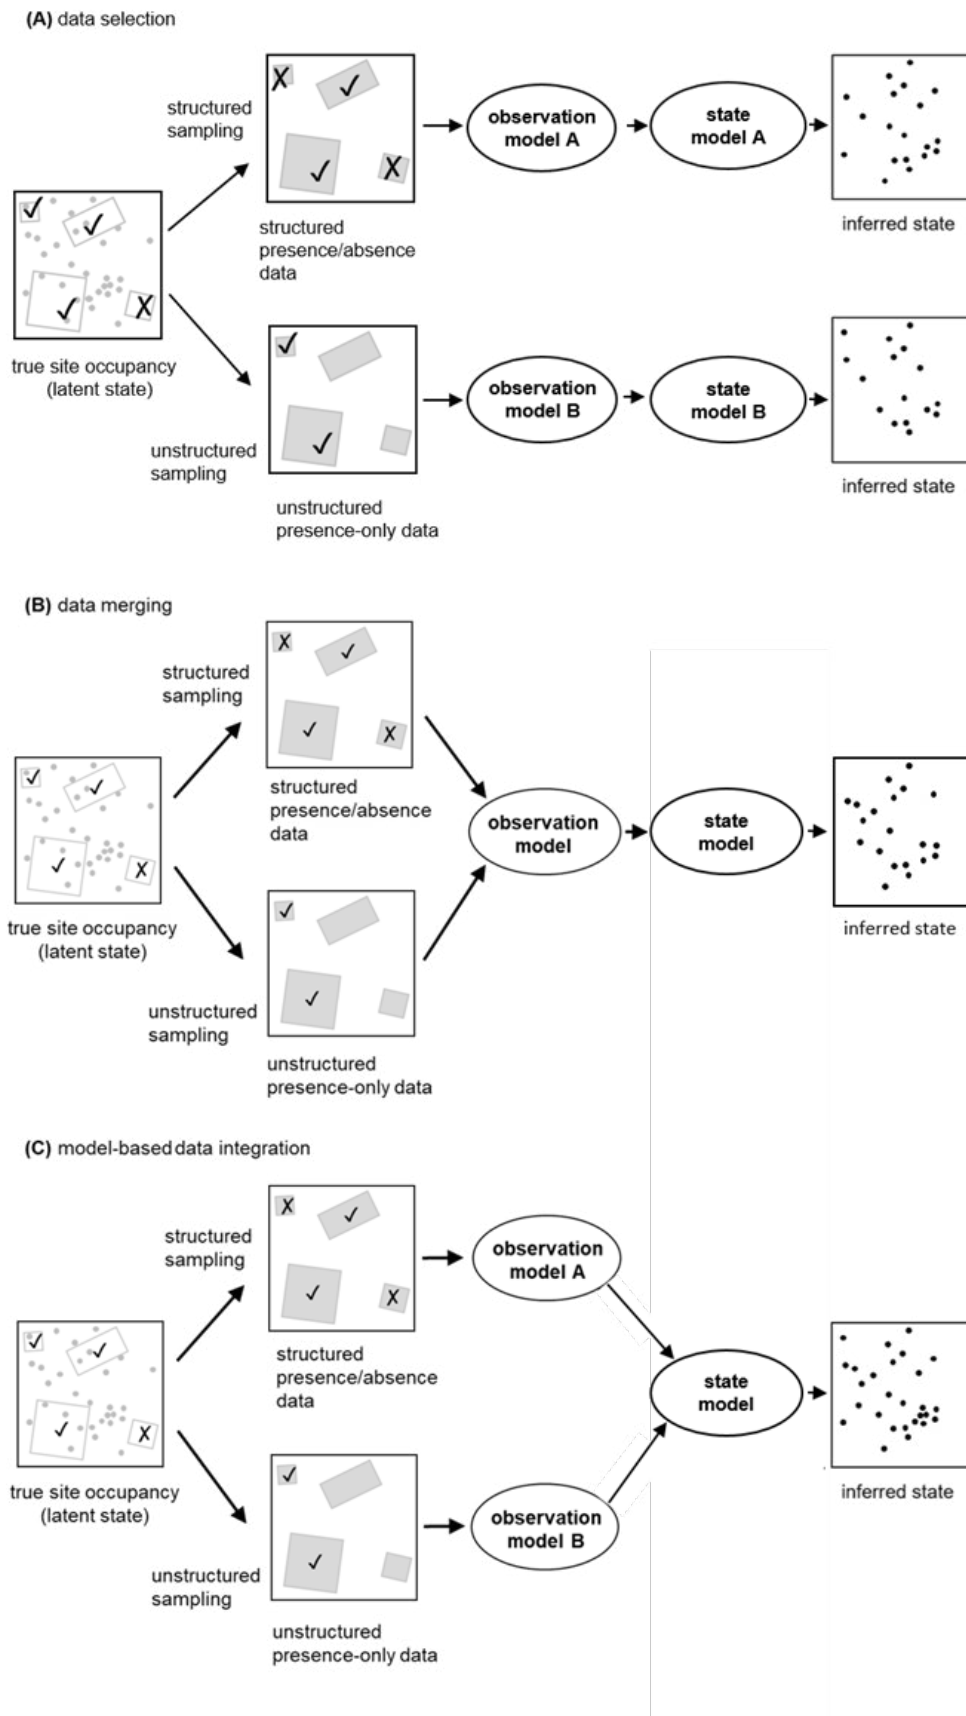 (A) data selection
structured
sampling
structured
presence/absence
data
observation
model A
state
model A
inferred state
true site occupancy
(latent state)
unstructured
sampling
unstructured
presence-only data
observation
model B
state
model B
inferred state
(B) data merging
structured
sampling
structured
presence/absence
data
true site occupancy
(latent state)
observation
model
state
model
inferred state
unstructured
sampling
unstructured
presence-only data
(C) model-based data integration
structured
sampling
structured
presence/absence
data
observation
model A
true site occupancy
(latent state)
state
model
inferred state
unstructured
sampling
unstructured
presence-only data
observation
model B